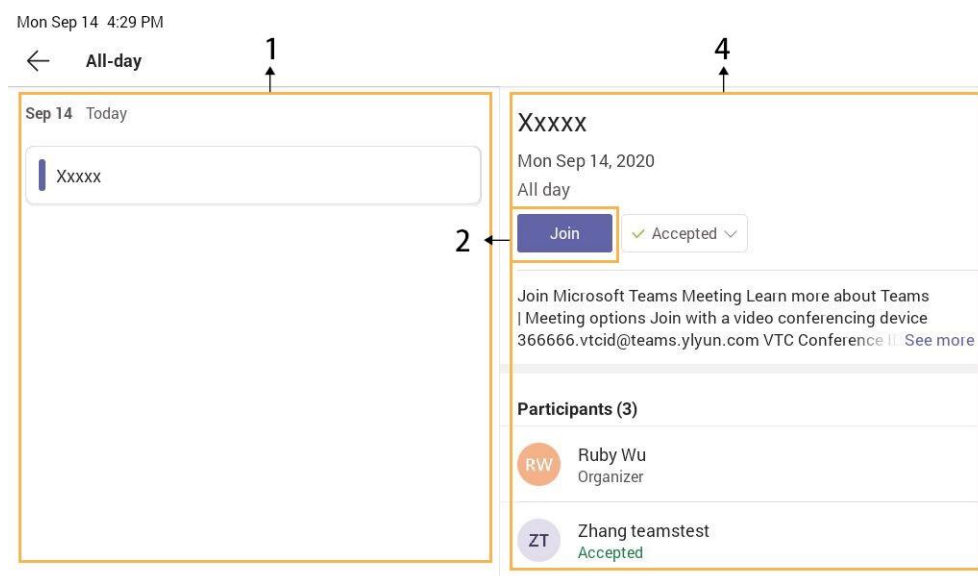 Mon Sep 14 4:29 PM
All-day
1
4
Sep 14 Today
Xxxxx
Xxxxx
Mon Sep 14, 2020
All day
2
Join
Accepted
Join Microsoft Teams Meeting Learn more about Teams
| Meeting options Join with a video conferencing device
366666.vtcid@teams.ylyun.com VTC Conference See more
Participants (3)
RW
Ruby Wu
Organizer
ZT
Zhang teamstest
Accepted